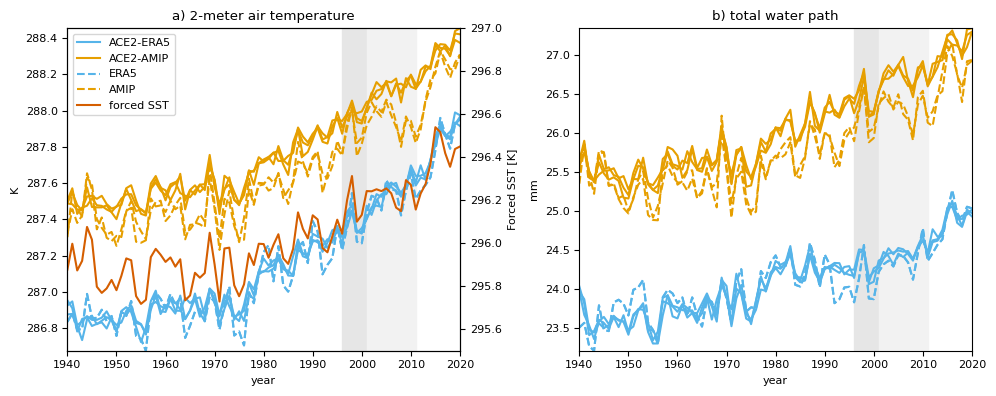 a) 2-meter air temperature
288.4
288.2
288.0
287.8
287.6
287.4
287.2
287.0
286.8
K
ACE2-ERA5
ACE2-AMIP
ERA5
AMIP
forced SST
297.0
296.8
296.6
296.4
296.2
296.0
295.8
295.6
Forced SST [K]
1940 1950 1960 1970 1980 1990 2000 2010 2020
year
b) total water path
27.0
26.5
26.0
25.5
25.0
24.5
24.0
23.5
mm
1940 1950 1960 1970 1980 1990 2000 2010 2020
year